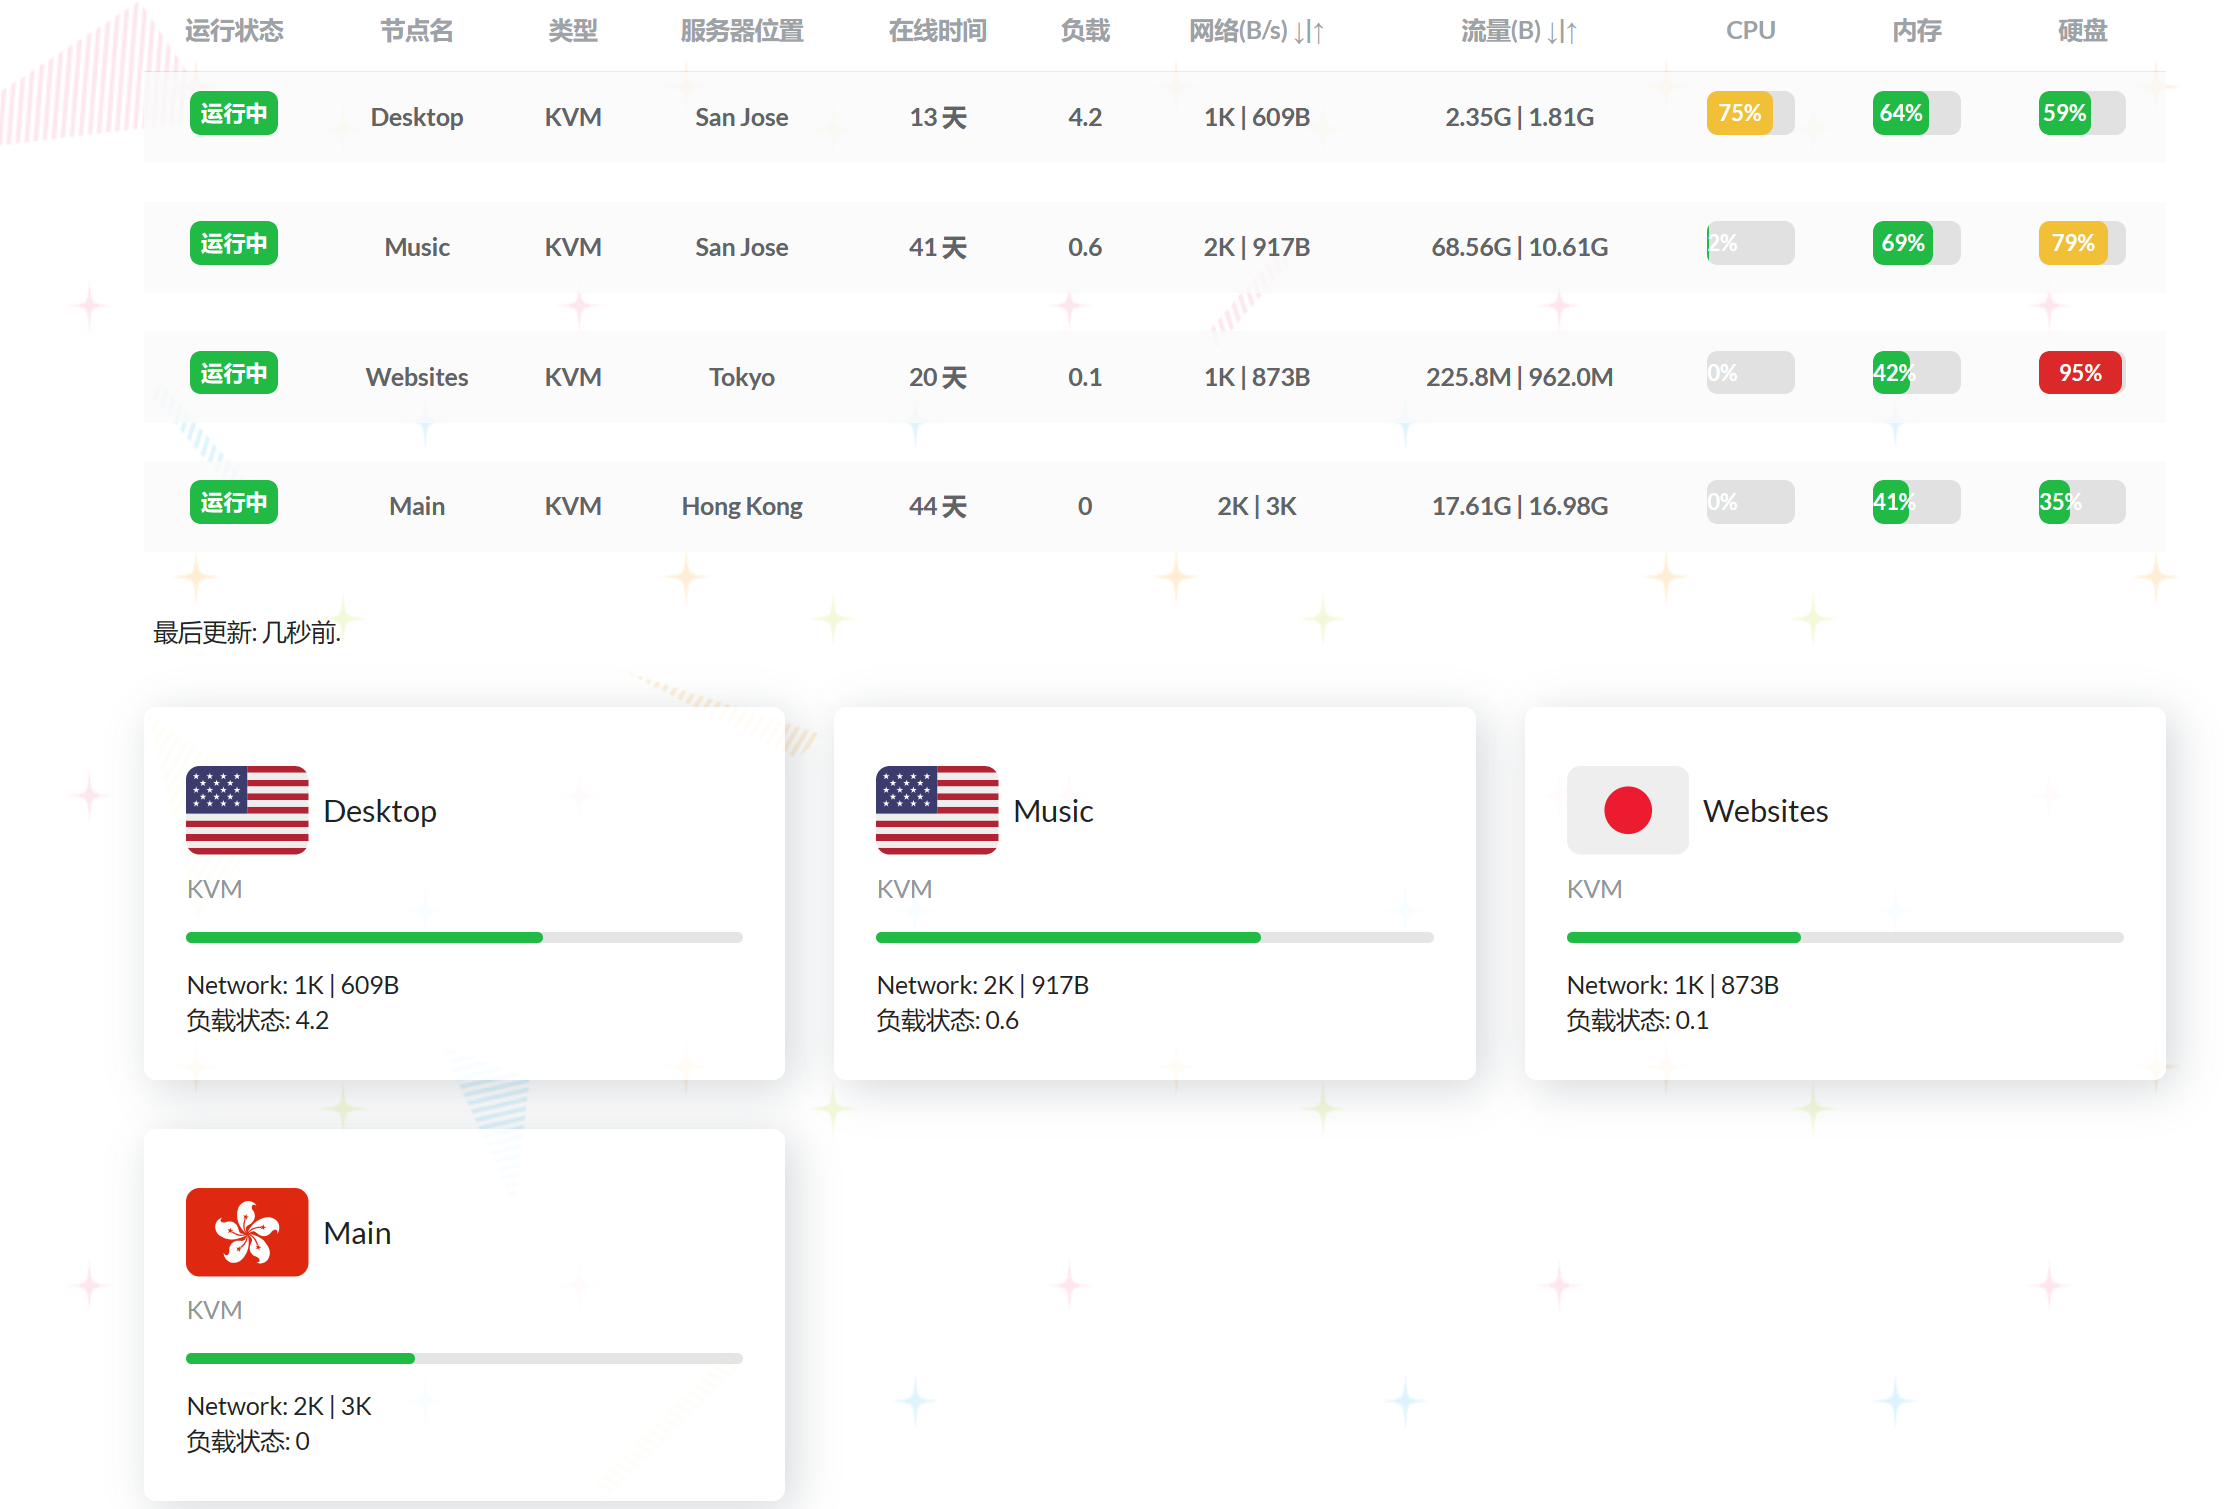 运行状态 节点名 类型 服务器位置 在线时间 负载 网络(B/s) ↓|↑ 流量(B) ↓|↑ CPU 内存 硬盘
运行中 Desktop KVM San Jose 13 天 4.2 1K | 609B 2.35G | 1.81G 75% 64% 59%
运行中 Music KVM San Jose 41 天 0.6 2K | 917B 68.56G | 10.61G 2% 69% 79%
运行中 Websites KVM Tokyo 20 天 0.1 1K | 873B 225.8M | 962.0M 0% 42% 95%
运行中 Main KVM Hong Kong 44 天 0 2K | 3K 17.61G | 16.98G 0% 41% 35%
最后更新: 几秒前.
Desktop
KVM
Network: 1K | 609B
负载状态: 4.2
Music
KVM
Network: 2K | 917B
负载状态: 0.6
Websites
KVM
Network: 1K | 873B
负载状态: 0.1
Main
KVM
Network: 2K | 3K
负载状态: 0